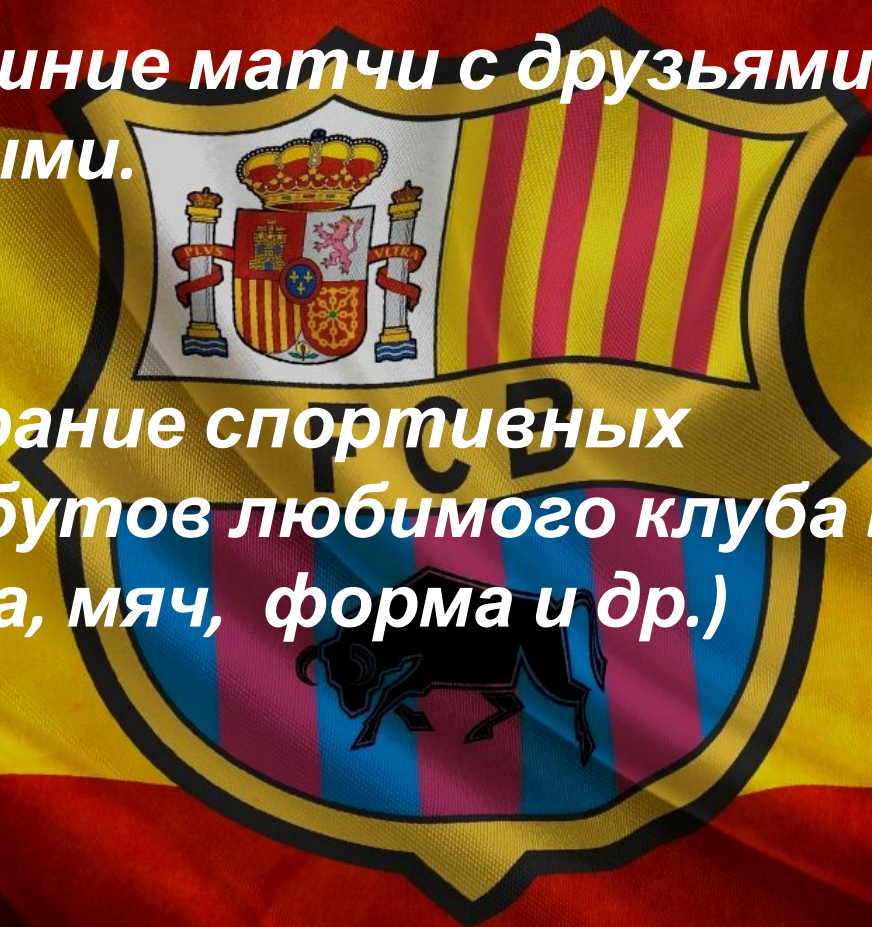 иние матчи с друзьями
ыми.
PLVS VLTRA
FCB
рание спортивных
бутов любимого клуба
а, мяч, форма и др.)